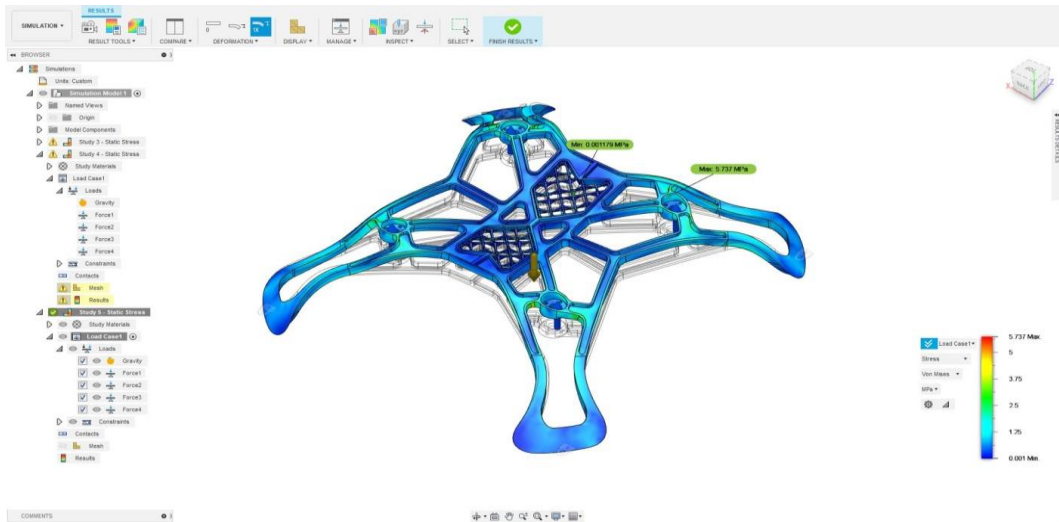 RESULTS
SIMULATION
RESULT TOOLS
COMPARE
DEFORMATION
DISPLAY
MANAGE
INSPECT
SELECT
FINISH RESULTS
BROWSER
Simulations
Units: Custom
Simulation Model 1
Named Views
Origin
Model Components
Study 3 - Static Stress
Study 4 - Static Stress
Study Materials
Load Case1
Loads
Gravity
Force1
Force2
Force3
Force4
Constraints
Contacts
Mesh
Results
Study 5 - Static Stress
Study Materials
Load Case1
Loads
Gravity
Force1
Force2
Force3
Force4
Constraints
Contacts
Mesh
Results
COMMENTS
Min: 0.001179 MPa
Max: 5.737 MPa
RESULTS DETAILS
Load Case1
Stress
Von Mises
MPa
5.737 Max.
5
3.75
2.5
1.25
0.001 Min.